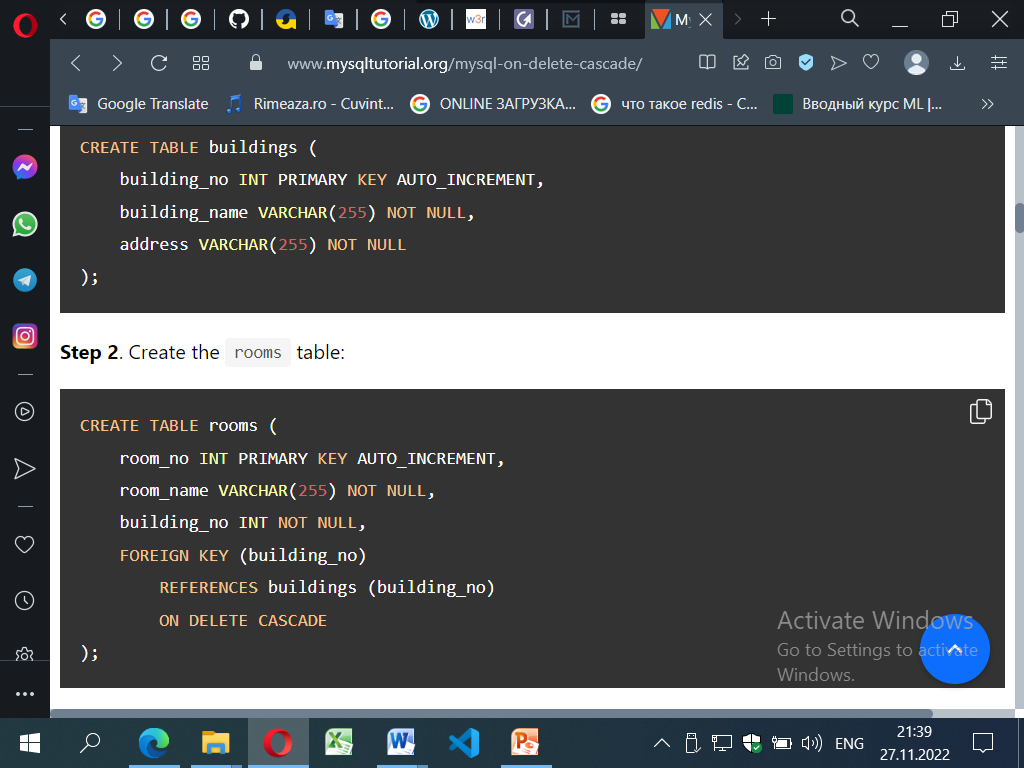 w3r
M
www.mysqltutorial.org/mysql-on-delete-cascade/
Google Translate
Rimeaza.ro - Cuvint...
ONLINE ЗАГРУЗКА...
что такое redis - С...
Вводный курс ML |...
CREATE TABLE buildings (
building_no INT PRIMARY KEY AUTO_INCREMENT,
building_name VARCHAR(255) NOT NULL,
address VARCHAR(255) NOT NULL
);
Step 2. Create the rooms table:
CREATE TABLE rooms (
room_no INT PRIMARY KEY AUTO_INCREMENT,
room_name VARCHAR(255) NOT NULL,
building_no INT NOT NULL,
FOREIGN KEY (building_no)
REFERENCES buildings (building_no)
ON DELETE CASCADE
);
Activate Windows
Go to Settings to activate
Windows.
ENG
21:39
27.11.2022